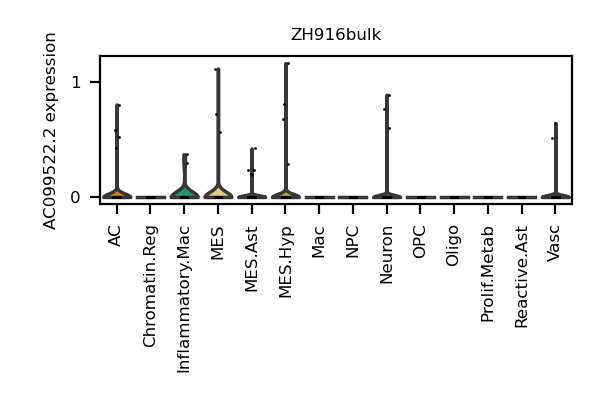 ZH916bulk
AC099522.2 expression
1
0
AC
Chromatin.Reg
Inflammatory.Mac
MES
MES.Ast
MES.Hyp
Mac
NPC
Neuron
OPC
Oligo
Prolif.Metab
Reactive.Ast
Vasc